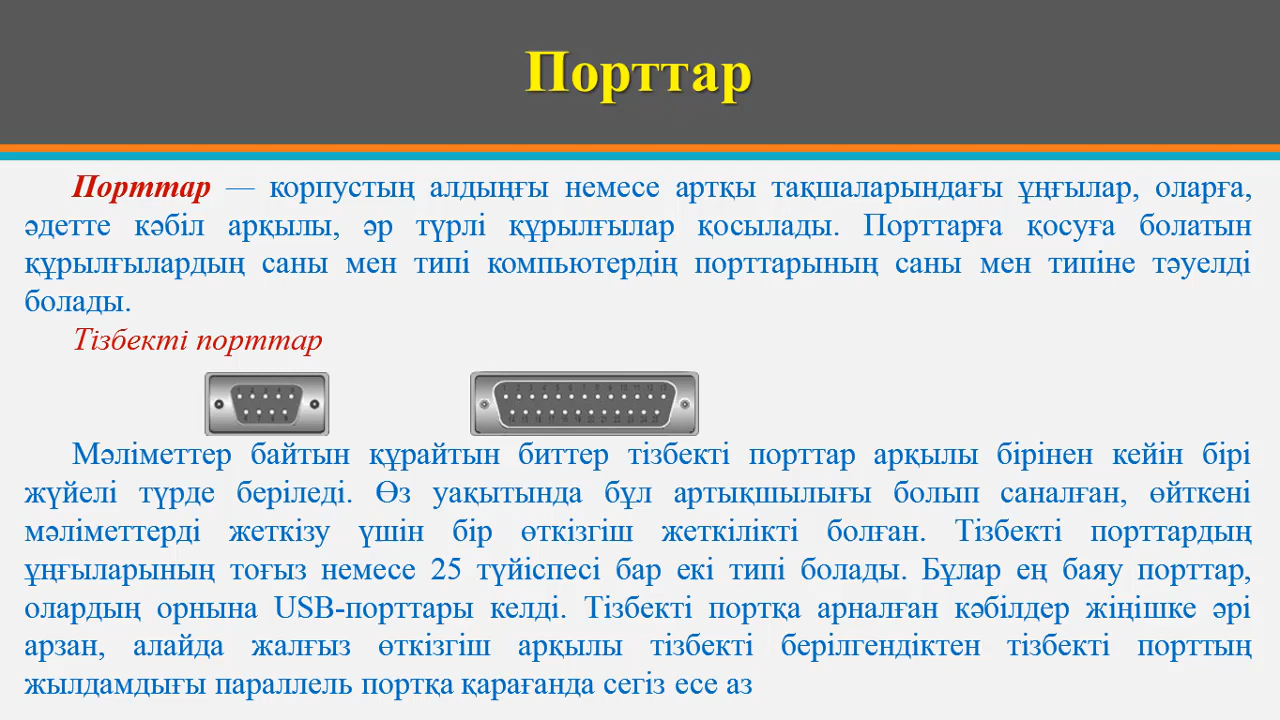 Порттар
Порттар — корпустың алдыңғы немесе артқы тақшаларындағы ұңғылар, оларға,
әдетте кәбіл арқылы, әр түрлі құрылғылар қосылады. Порттарға қосуға болатын
құрылғылардың саны мен типі компьютердің порттарының саны мен типіне тәуелді
болады.
Тізбекті порттар
Мәліметтер байтын құрайтын биттер тізбекті порттар арқылы бірінен кейін бірі
жүйелі түрде беріледі. Өз уақытында бұл артықшылығы болып саналған, өйткені
мәліметтерді жеткізу үшін бір өткізгіш жеткілікті болған. Тізбекті порттардың
ұңғыларының тоғыз немесе 25 түйіспесі бар екі типі болады. Бұлар ең баяу порттар,
олардың орнына USB-порттары келді. Тізбекті портқа арналған кәбілдер жіңішке әрі
арзан, алайда жалғыз өткізгіш арқылы тізбекті берілгендіктен тізбекті порттың
жылдамдығы параллель портқа қарағанда сегіз есе аз